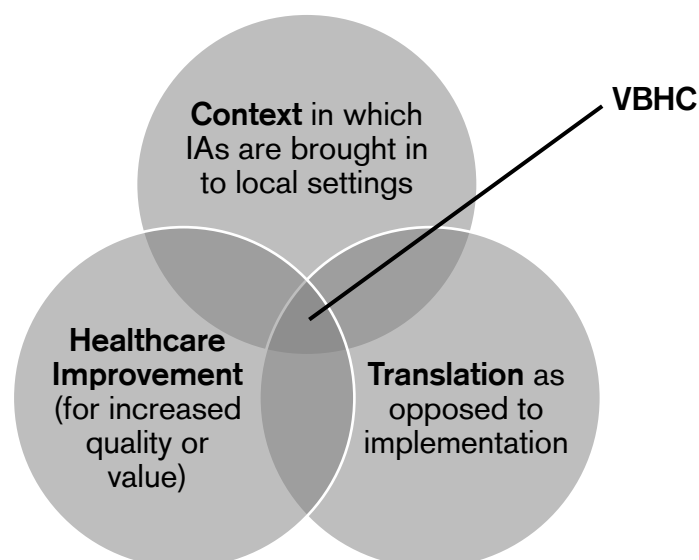 Context in which
IAs are brought in
to local settings
VBHC
Healthcare
Improvement
(for increased
quality or
value)
Translation as
opposed to
implementation